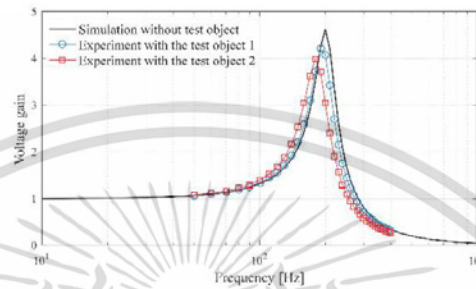 Simulation without test object
Experiment with the test object 1
Experiment with the test object 2
Voltage gain
5
4
3
2
1
0
10¹
10²
Frequency [Hz]